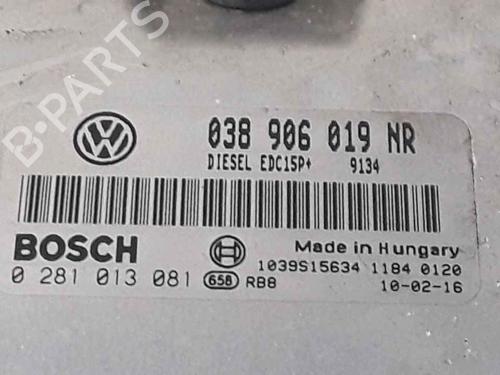 B-PARTS
038 906 019 NR
DIESEL EDC15P+ 9134
BOSCH
Made in Hungary
0 281 013 081 658 RB8
1039S15634 1184 0120
10-02-16